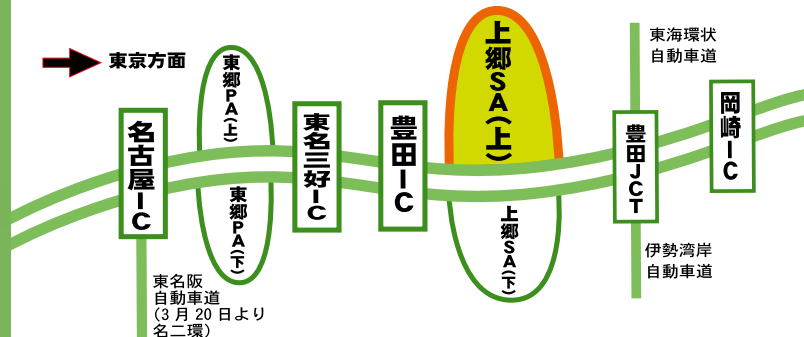 東京方面
名古屋IC
東郷PA(上)
東郷PA(下)
東名三好IC
豊田IC
上郷SA(上)
上郷SA(下)
豊田JCT
岡崎IC
東海環状
自動車道
伊勢湾岸
自動車道
東名阪
自動車道
(3月20日より
名二環)